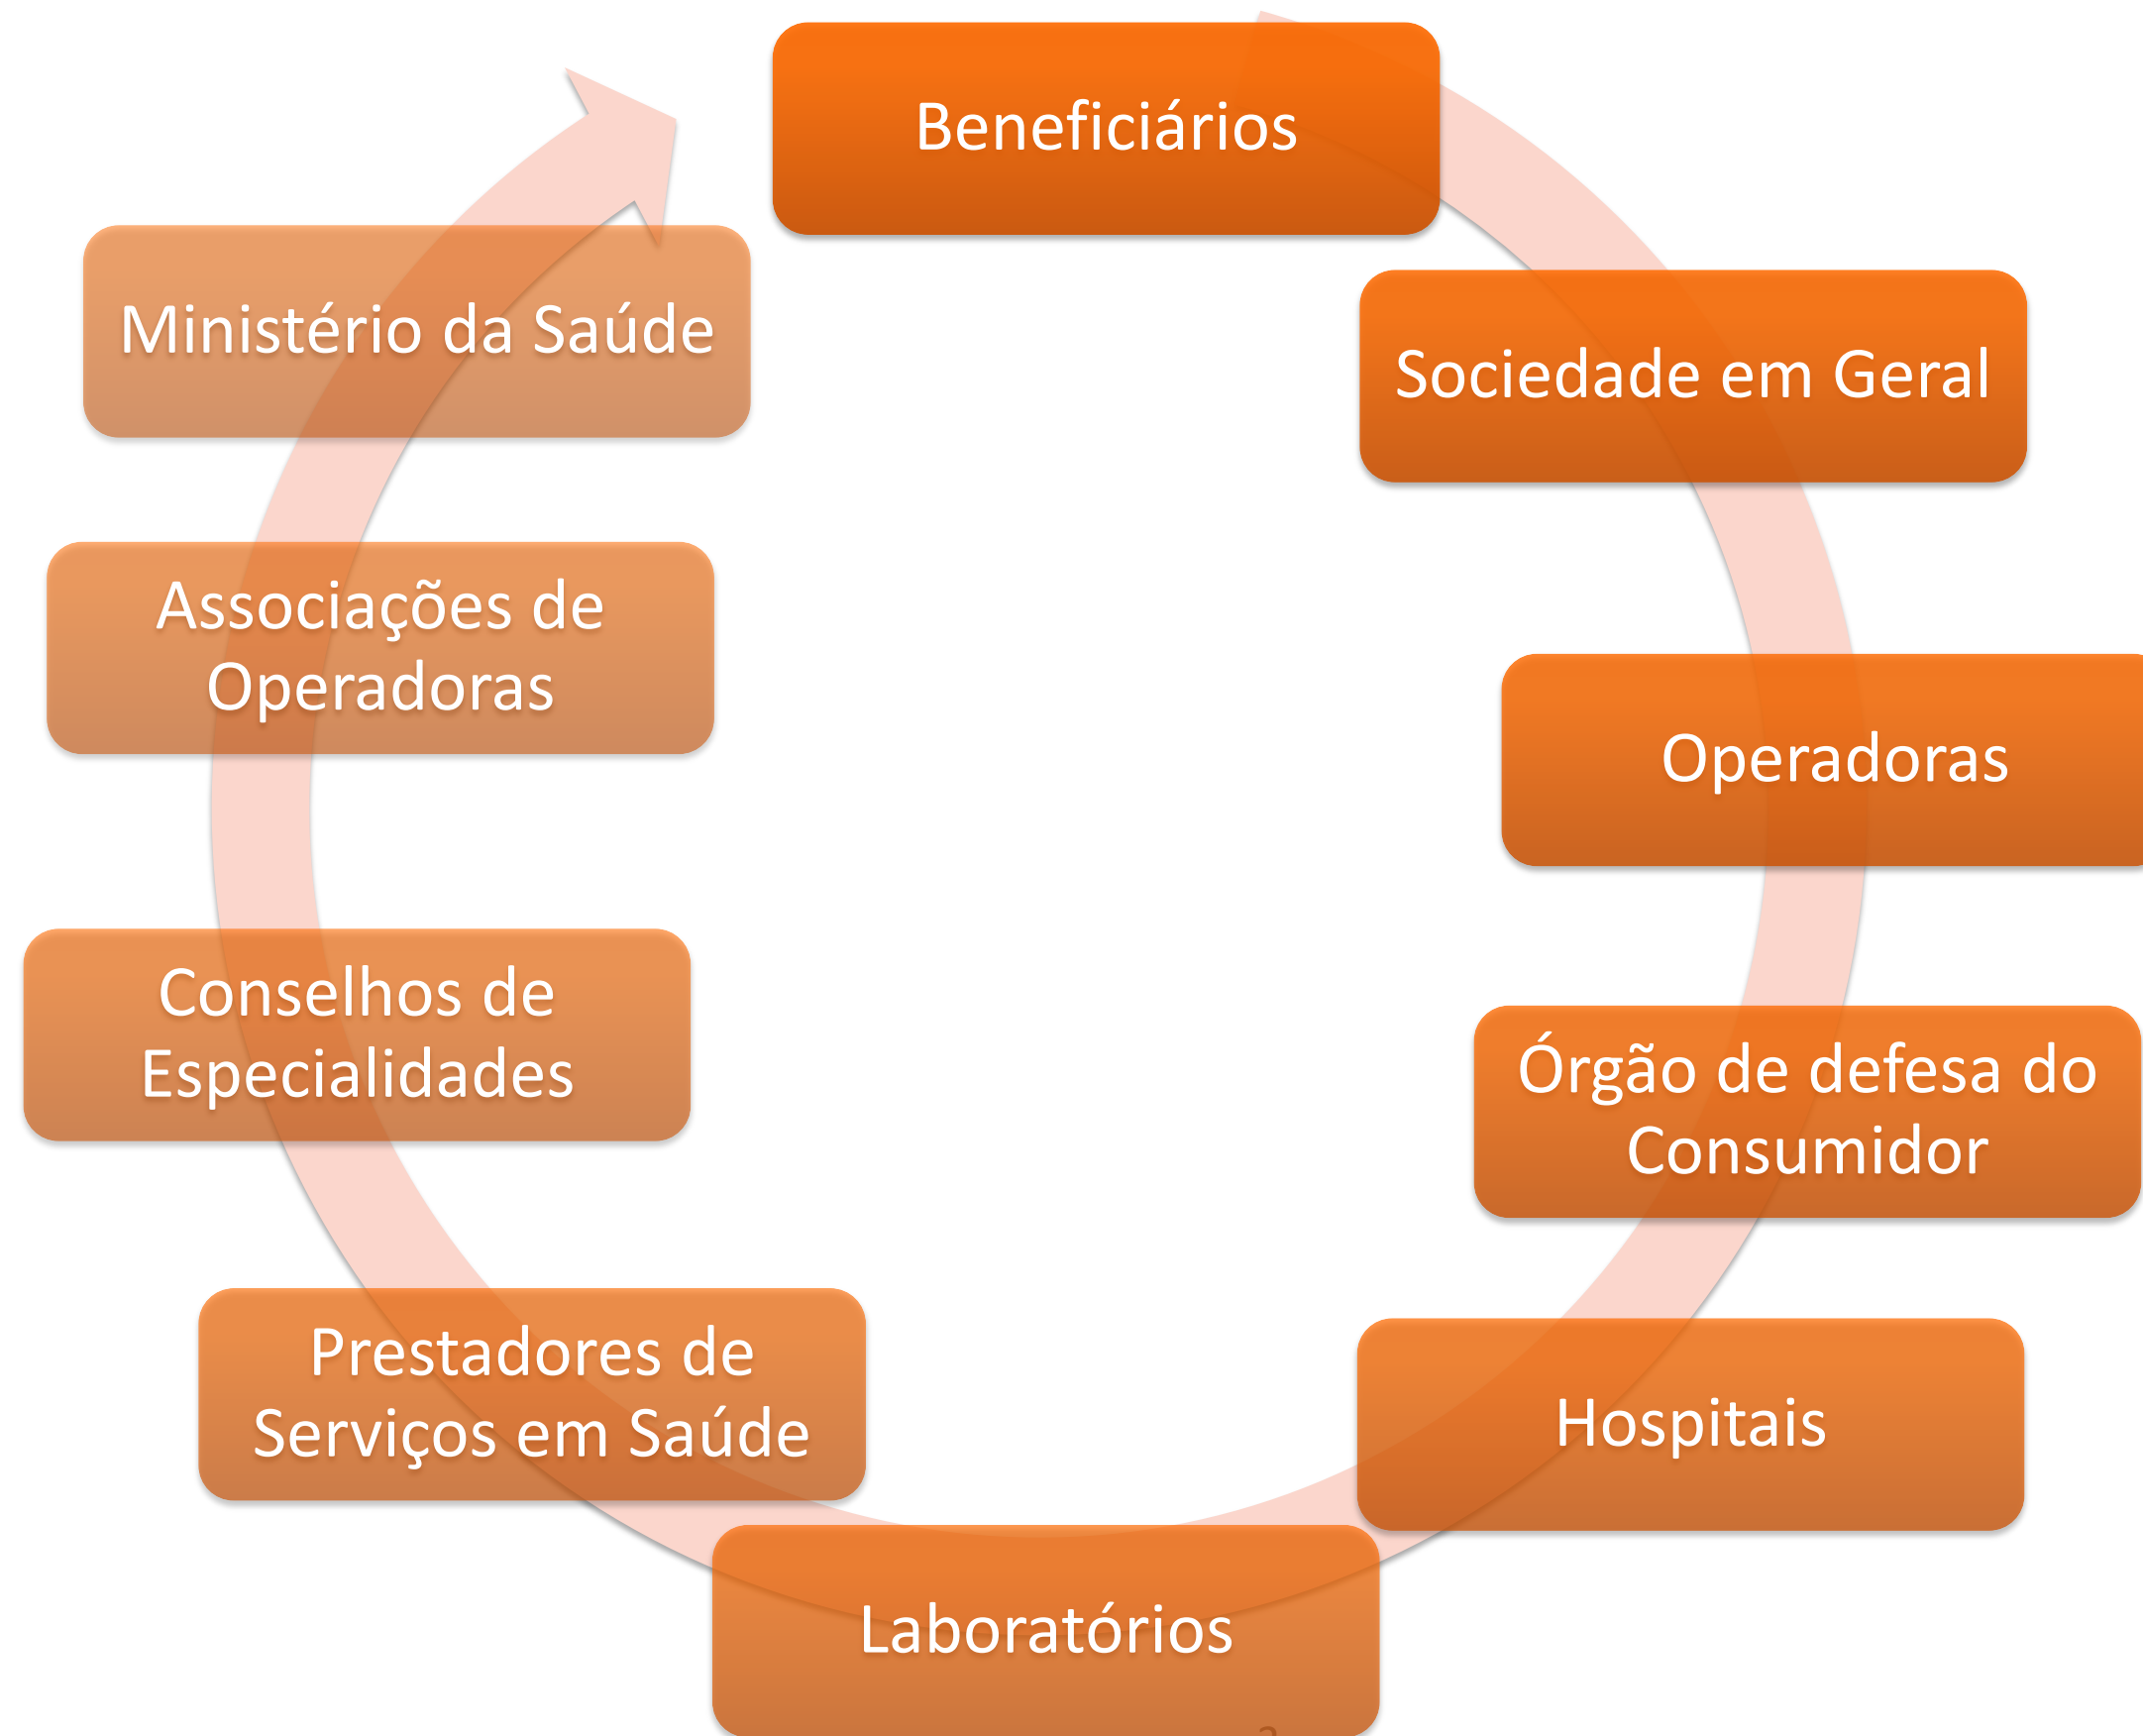 Beneficiários
Sociedade em Geral
Operadoras
Órgão de defesa do
Consumidor
Hospitais
Laboratórios
Prestadores de
Serviços em Saúde
Conselhos de
Especialidades
Associações de
Operadoras
Ministério da Saúde